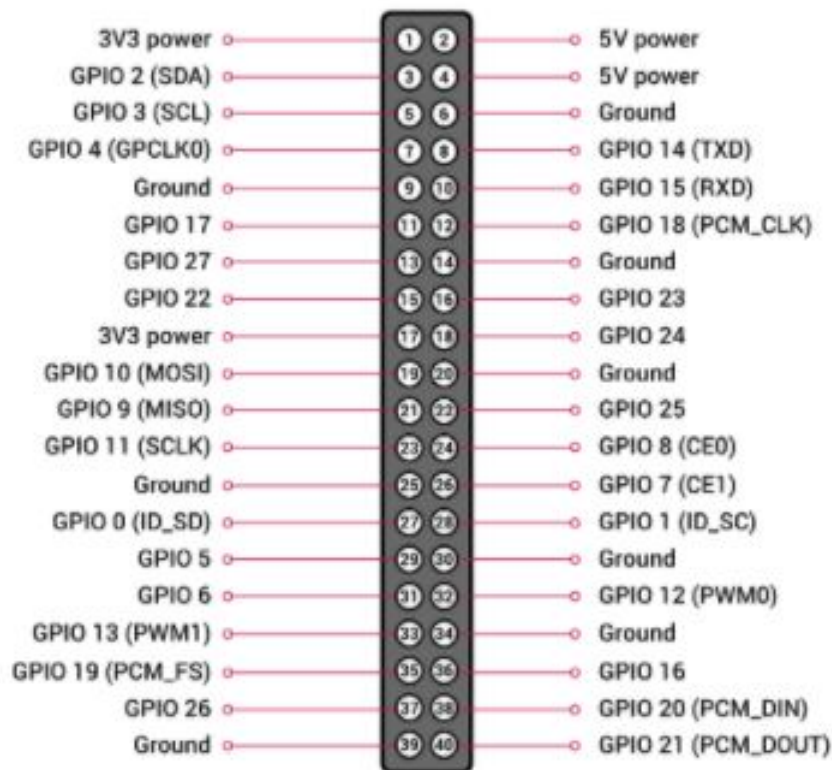 3V3 power 1 2 5V power
GPIO 2 (SDA) 3 4 5V power
GPIO 3 (SCL) 5 6 Ground
GPIO 4 (GPCLK0) 7 8 GPIO 14 (TXD)
Ground 9 10 GPIO 15 (RXD)
GPIO 17 11 12 GPIO 18 (PCM_CLK)
GPIO 27 13 14 Ground
GPIO 22 15 16 GPIO 23
3V3 power 17 18 GPIO 24
GPIO 10 (MOSI) 19 20 Ground
GPIO 9 (MISO) 21 22 GPIO 25
GPIO 11 (SCLK) 23 24 GPIO 8 (CE0)
Ground 25 26 GPIO 7 (CE1)
GPIO 0 (ID_SD) 27 28 GPIO 1 (ID_SC)
GPIO 5 29 30 Ground
GPIO 6 31 32 GPIO 12 (PWM0)
GPIO 13 (PWM1) 33 34 Ground
GPIO 19 (PCM_FS) 35 36 GPIO 16
GPIO 26 37 38 GPIO 20 (PCM_DIN)
Ground 39 40 GPIO 21 (PCM_DOUT)